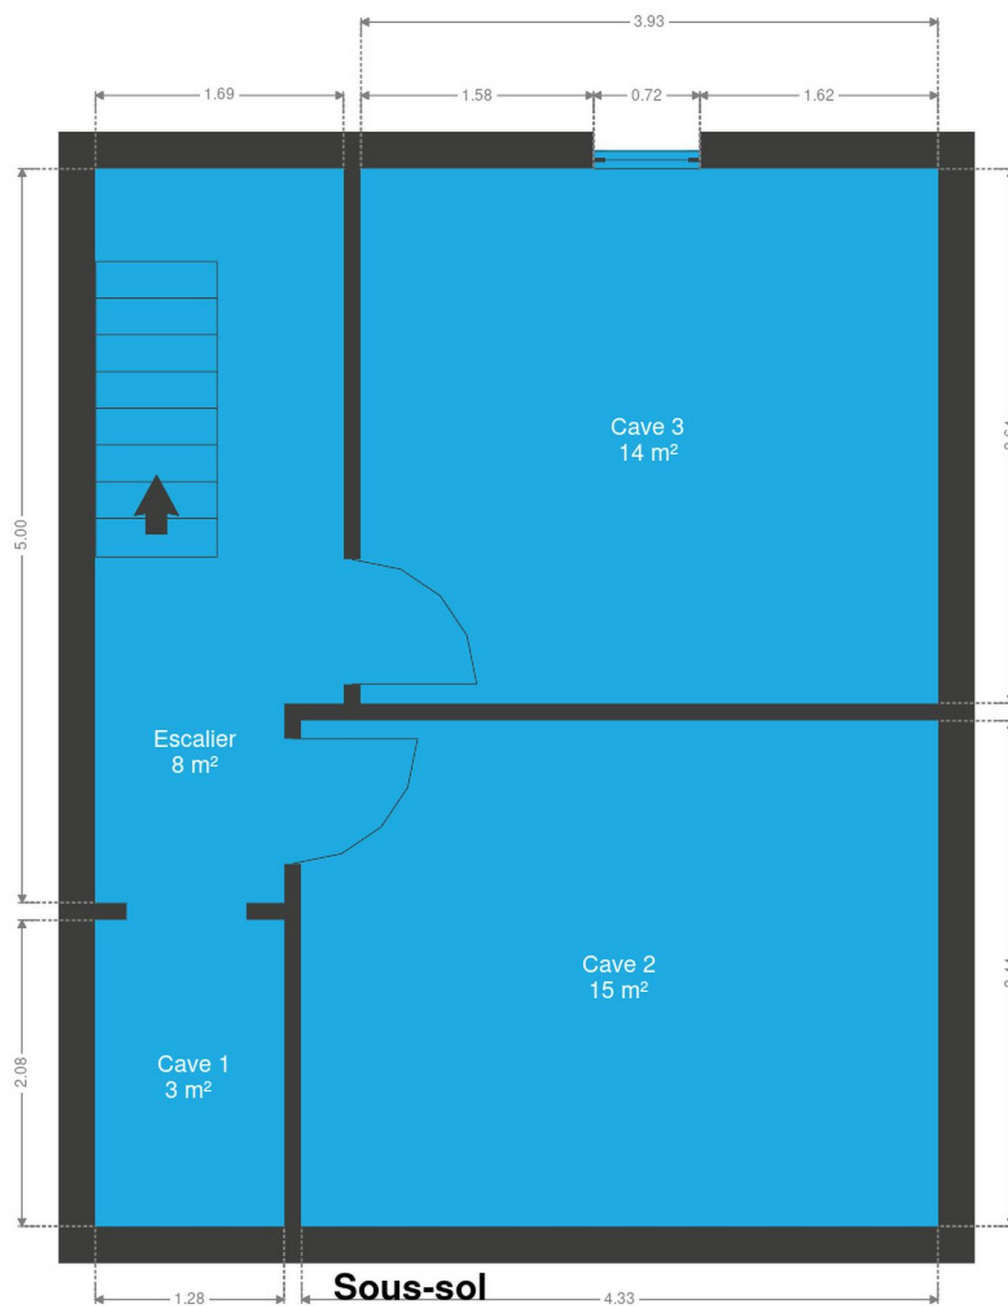 3.93
1.69
1.58
0.72
1.62
Cave 3
14 m²
5.00
Escalier
8 m²
Cave 2
15 m²
2.08
Cave 1
3 m²
Sous-sol
1.28
4.33